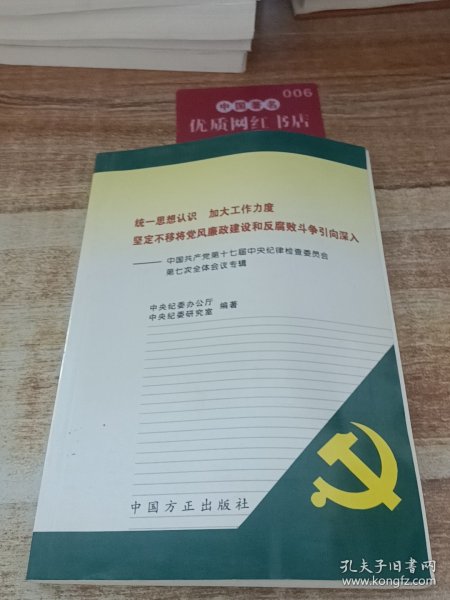 006
中国著名
优质网红书店
统一思想认识 加大工作力度
坚定不移将党风廉政建设和反腐败斗争引向深入
——中国共产党第十七届中央纪律检查委员会
第七次全体会议专辑
中央纪委办公厅
中央纪委研究室 编著
中国方正出版社
孔夫子旧书网
www.kongfz.com